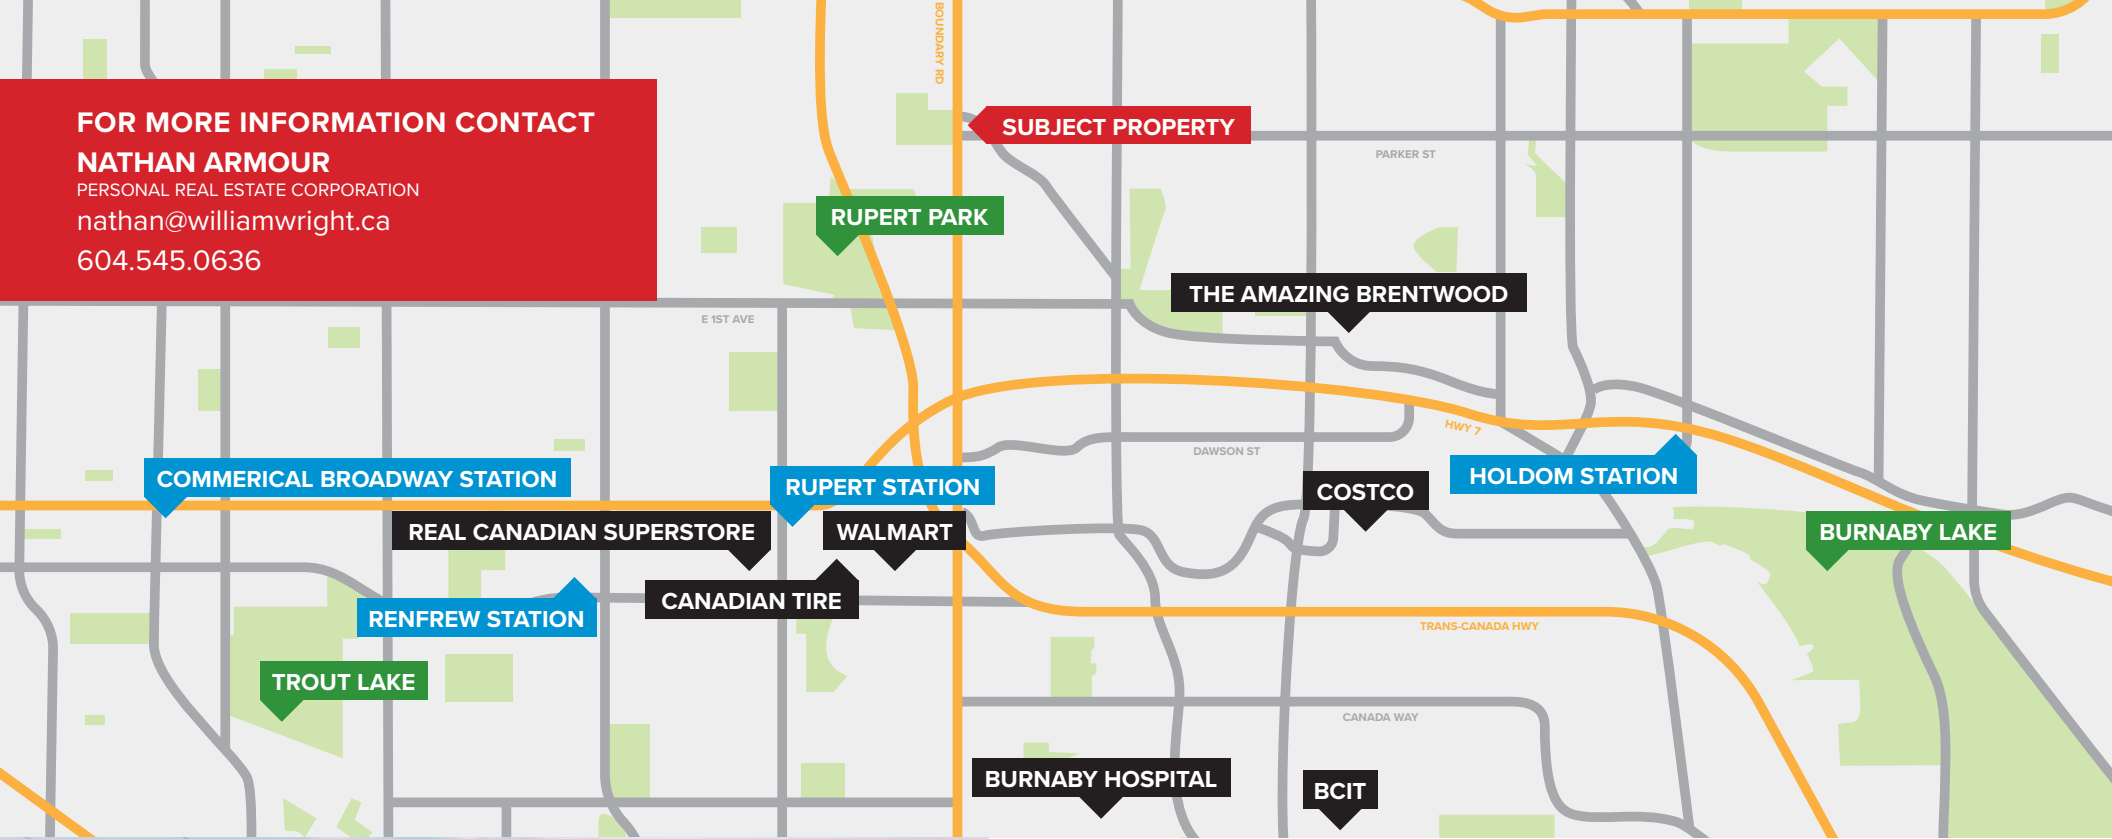 BOUNDARY RD
FOR MORE INFORMATION CONTACT
NATHAN ARMOUR
PERSONAL REAL ESTATE CORPORATION
nathan@williamwright.ca
604.545.0636
SUBJECT PROPERTY
PARKER ST
RUPERT PARK
THE AMAZING BRENTWOOD
E 1ST AVE
HWY 7
DAWSON ST
COMMERICAL BROADWAY STATION
RUPERT STATION
COSTCO
HOLDOM STATION
REAL CANADIAN SUPERSTORE
WALMART
BURNABY LAKE
RENFREW STATION
CANADIAN TIRE
TRANS-CANADA HWY
TROUT LAKE
CANADA WAY
BURNABY HOSPITAL
BCIT